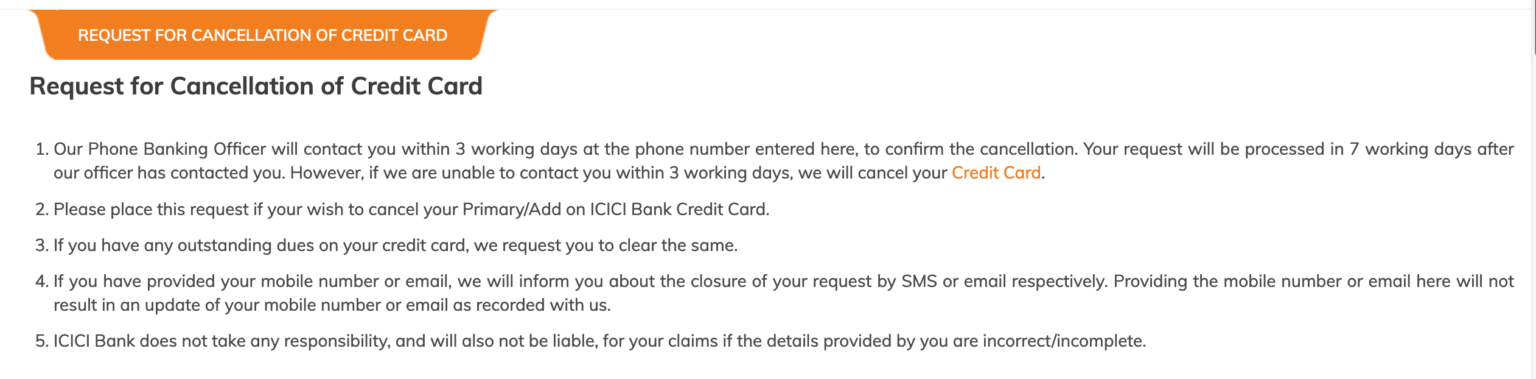 REQUEST FOR CANCELLATION OF CREDIT CARD
Request for Cancellation of Credit Card
1. Our Phone Banking Officer will contact you within 3 working days at the phone number entered here, to confirm the cancellation. Your request will be processed in 7 working days after
our officer has contacted you. However, if we are unable to contact you within 3 working days, we will cancel your Credit Card.
2. Please place this request if your wish to cancel your Primary/Add on ICICI Bank Credit Card.
3. If you have any outstanding dues on your credit card, we request you to clear the same.
4. If you have provided your mobile number or email, we will inform you about the closure of your request by SMS or email respectively. Providing the mobile number or email here will not
result in an update of your mobile number or email as recorded with us.
5. ICICI Bank does not take any responsibility, and will also not be liable, for your claims if the details provided by you are incorrect/incomplete.